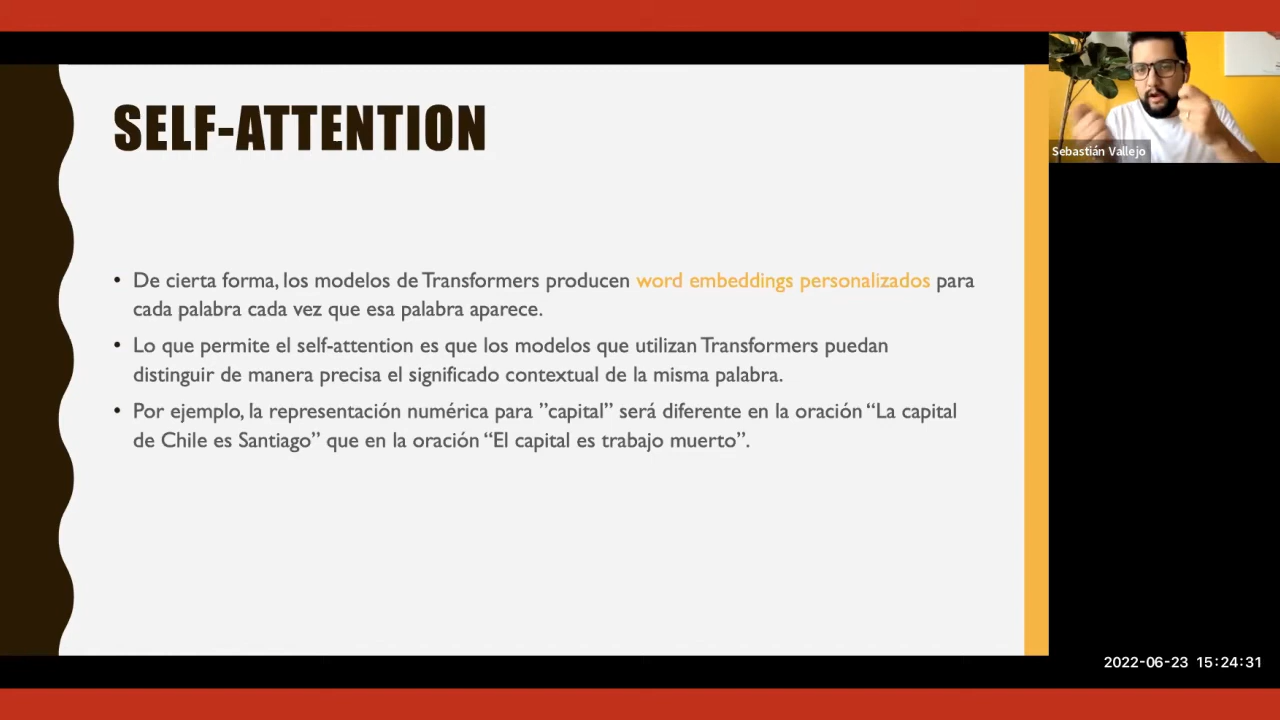 SELF-ATTENTION
• De cierta forma, los modelos de Transformers producen word embeddings personalizados para
cada palabra cada vez que esa palabra aparece.
• Lo que permite el self-attention es que los modelos que utilizan Transformers puedan
distinguir de manera precisa el significado contextual de la misma palabra.
• Por ejemplo, la representación numérica para ”capital” será diferente en la oración “La capital
de Chile es Santiago” que en la oración “El capital es trabajo muerto”.
Sebastián Vallejo
2022-06-23 15:24:31